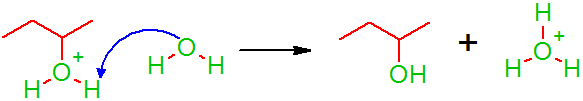 H O + H
H O H
OH
+
H
H O + H